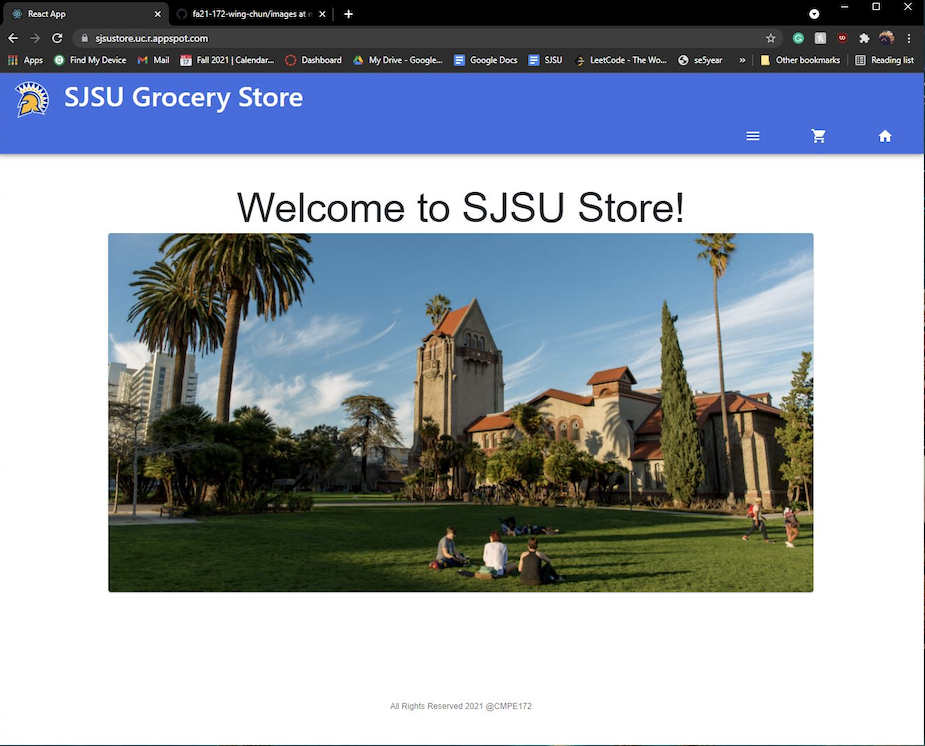 React App
fa21-172-wing-chun/images at m
sjsustore.uc.r.appspot.com
Apps Find My Device Mail Fall 2021 | Calendar... Dashboard My Drive - Google... Google Docs SJSU LeetCode - The Wo... se5year » Other bookmarks Reading list
SJSU Grocery Store
Welcome to SJSU Store!
All Rights Reserved 2021 @CMPE172